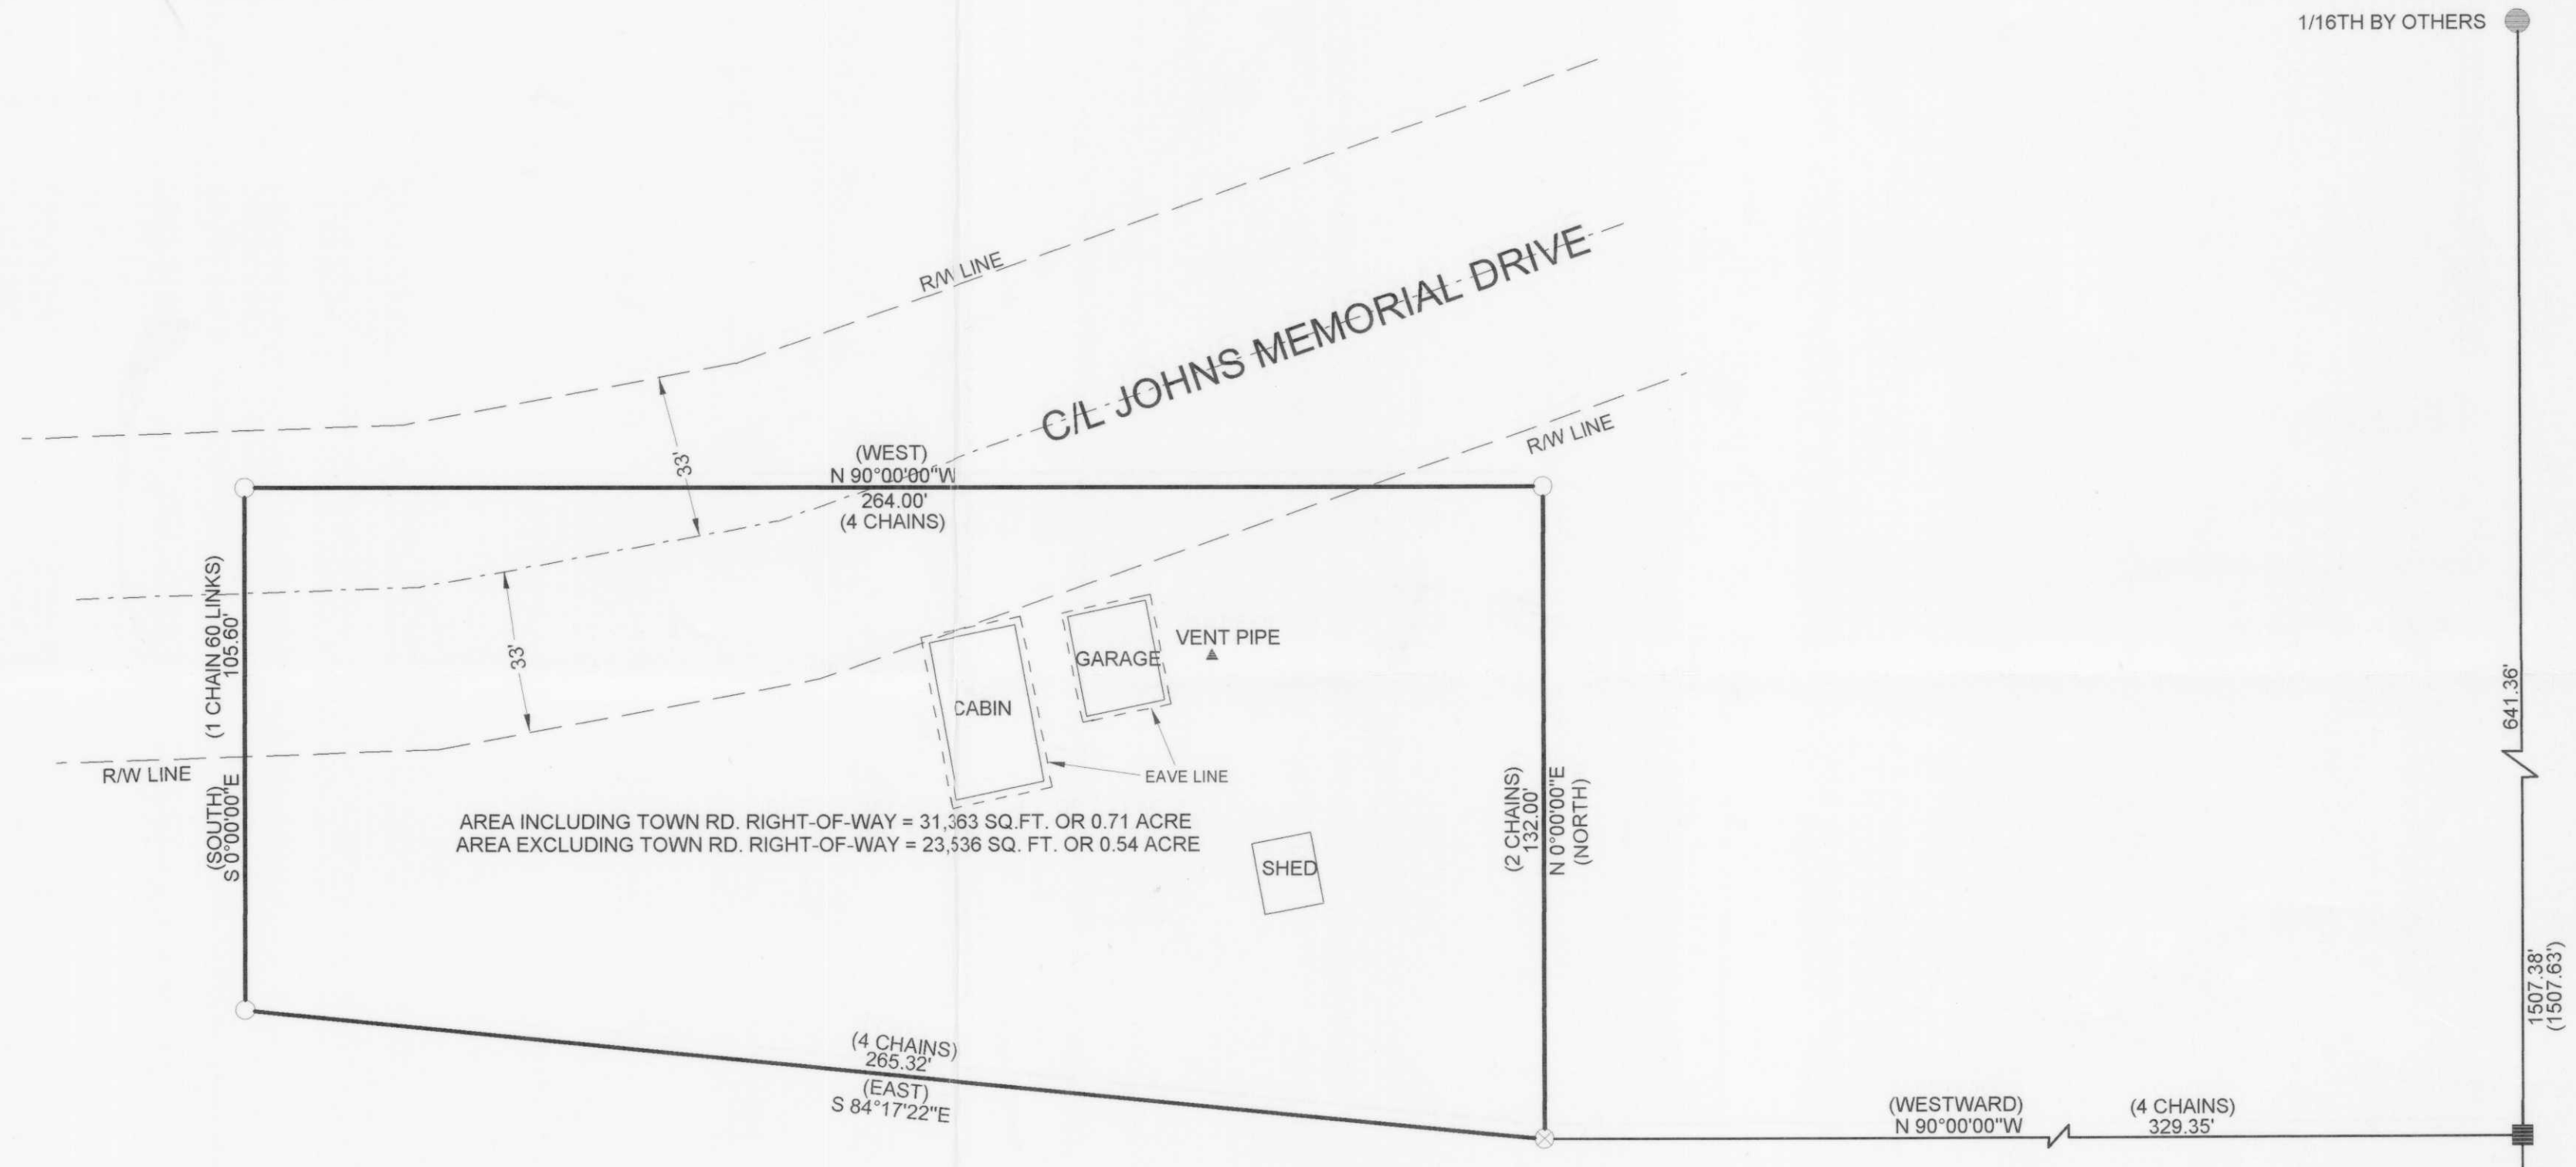 1/16TH BY OTHERS
R/W LINE
C/L JOHNS MEMORIAL DRIVE
R/W LINE
33'
(WEST)
N 90°00'00"W
264.00'
(4 CHAINS)
(1 CHAIN 60 LINKS)
105.60'
(SOUTH)
S 0°00'00"E
33'
R/W LINE
CABIN
GARAGE
VENT PIPE
EAVE LINE
SHED
AREA INCLUDING TOWN RD. RIGHT-OF-WAY = 31,363 SQ.FT. OR 0.71 ACRE
AREA EXCLUDING TOWN RD. RIGHT-OF-WAY = 23,536 SQ. FT. OR 0.54 ACRE
(2 CHAINS)
132.00'
N 0°00'00"E
(NORTH)
641.36'
1507.38'
(1507.63')
(4 CHAINS)
265.32'
(EAST)
S 84°17'22"E
(WESTWARD)
N 90°00'00"W
(4 CHAINS)
329.35'